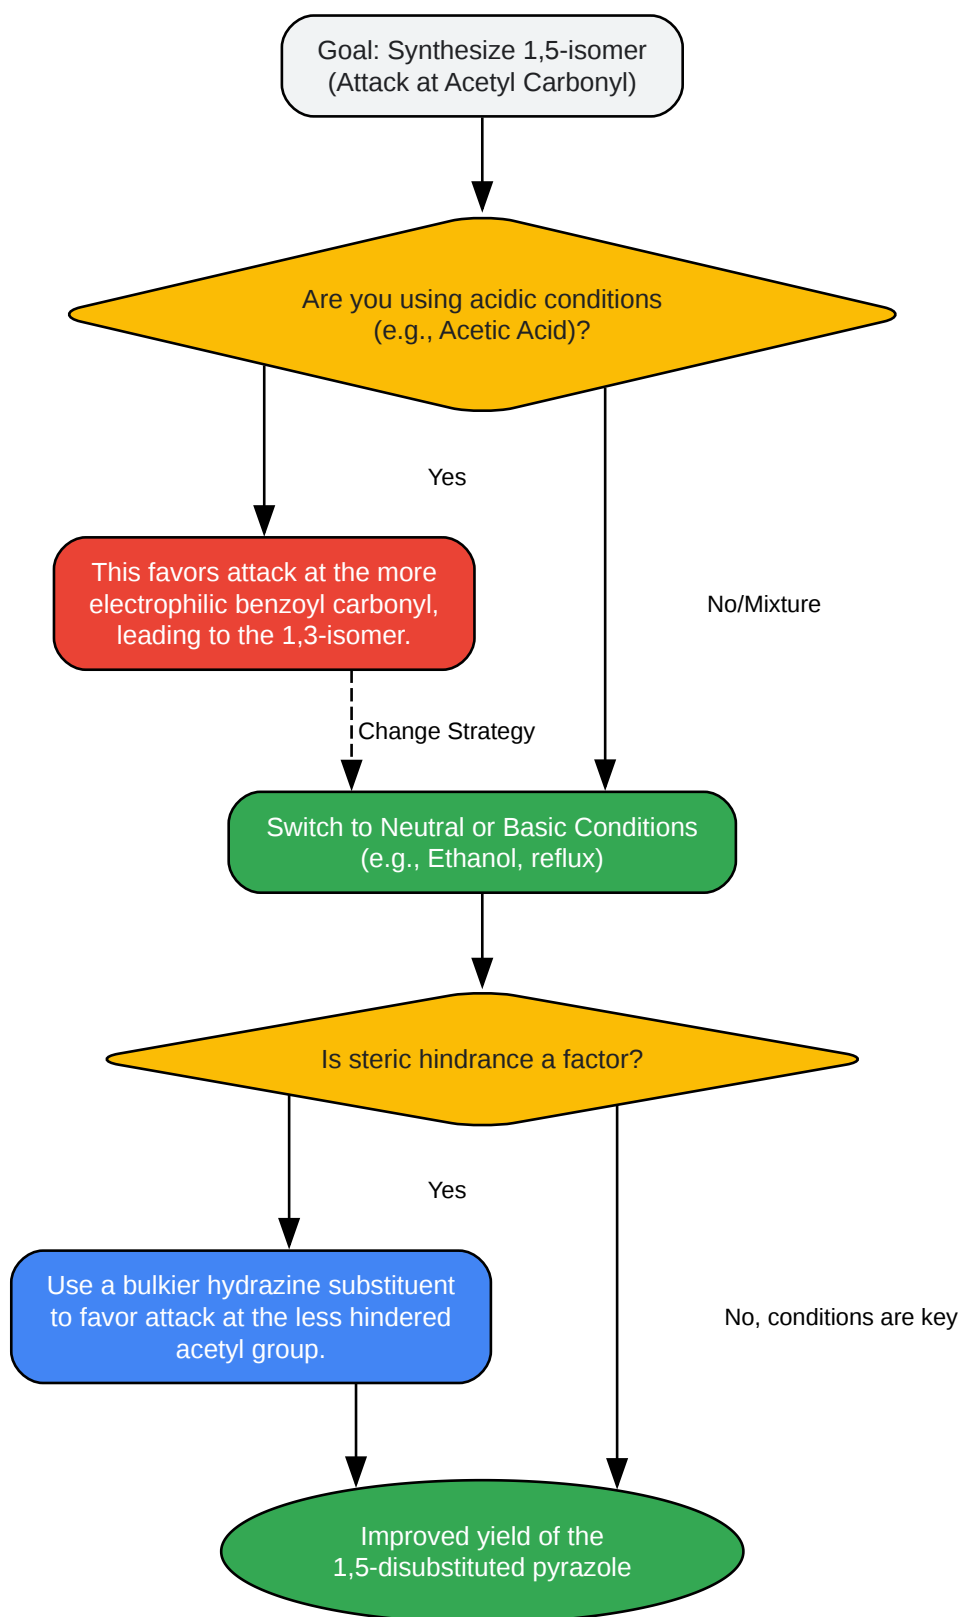 Goal: Synthesize 1,5-isomer
(Attack at Acetyl Carbonyl)
Are you using acidic conditions
(e.g., Acetic Acid)?
Yes
This favors attack at the more
electrophilic benzoyl carbonyl,
leading to the 1,3-isomer.
No/Mixture
Change Strategy
Switch to Neutral or Basic Conditions
(e.g., Ethanol, reflux)
Is steric hindrance a factor?
Yes
Use a bulkier hydrazine substituent
to favor attack at the less hindered
acetyl group.
No, conditions are key
Improved yield of the
1,5-disubstituted pyrazole